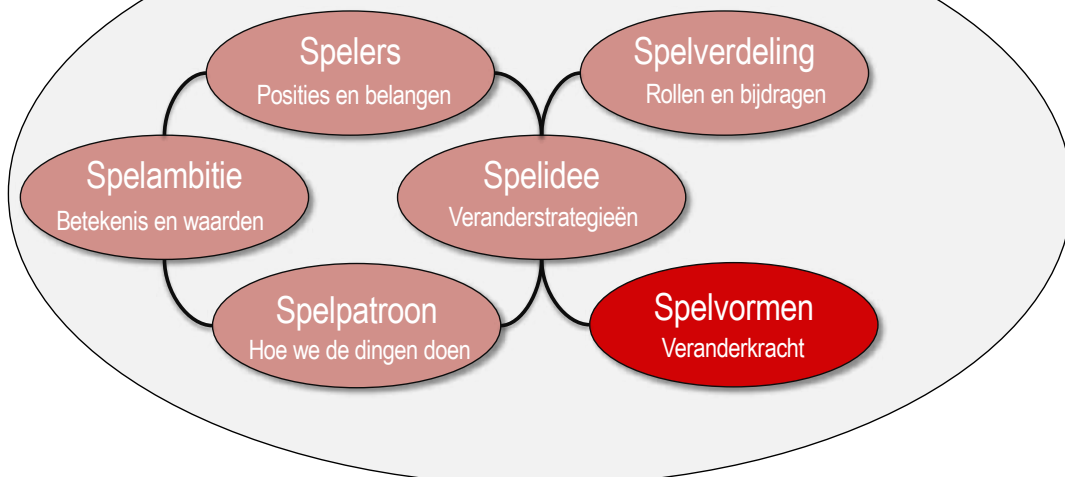 Spelers
Posities en belangen
Spelverdeling
Rollen en bijdragen
Spelambitie
Betekenis en waarden
Spelidee
Veranderstrategieën
Spelpatroon
Hoe we de dingen doen
Spelvormen
Veranderkracht